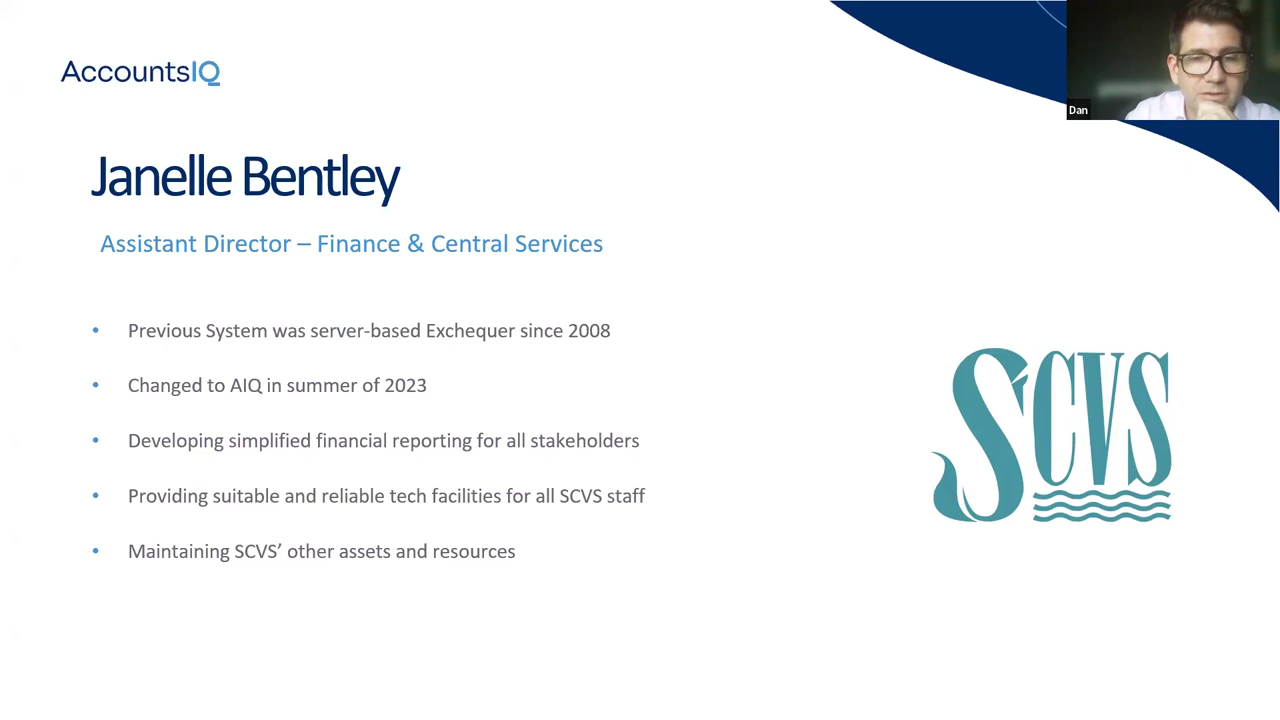 AccountsIQ
Dan
Janelle Bentley
Assistant Director – Finance & Central Services
• Previous System was server-based Exchequer since 2008
• Changed to AIQ in summer of 2023
• Developing simplified financial reporting for all stakeholders
• Providing suitable and reliable tech facilities for all SCVS staff
• Maintaining SCVS’ other assets and resources
SCVS